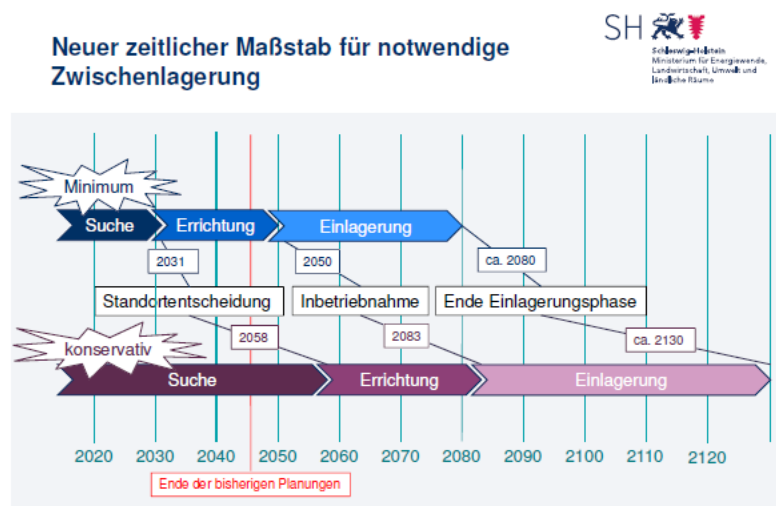 Neuer zeitlicher Maßstab für notwendige
Zwischenlagerung
SH
Schleswig-Holstein
Ministerium für Energiewende,
Landwirtschaft, Umwelt und
ländliche Räume
Minimum
Suche
Errichtung
Einlagerung
2031
2050
ca. 2080
Standortentscheidung
Inbetriebnahme
Ende Einlagerungsphase
2058
2083
ca. 2130
konservativ
Suche
Errichtung
Einlagerung
2020 2030 2040 2050 2060 2070 2080 2090 2100 2110 2120
Ende der bisherigen Planungen